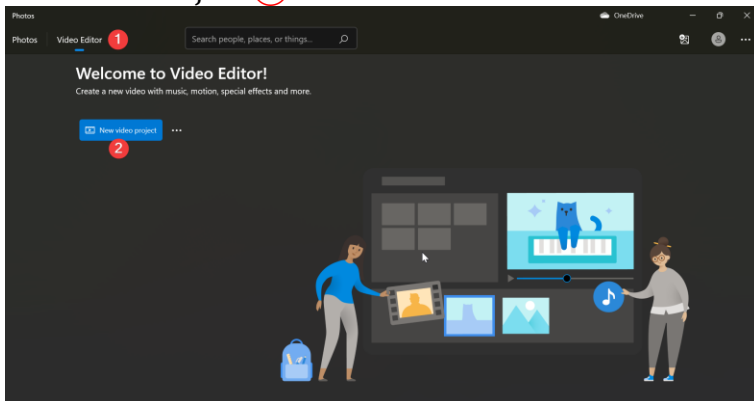 Photos
OneDrive
Photos
Video Editor
1
Search people, places, or things...
Welcome to Video Editor!
Create a new video with music, motion, special effects and more.
New video project
2